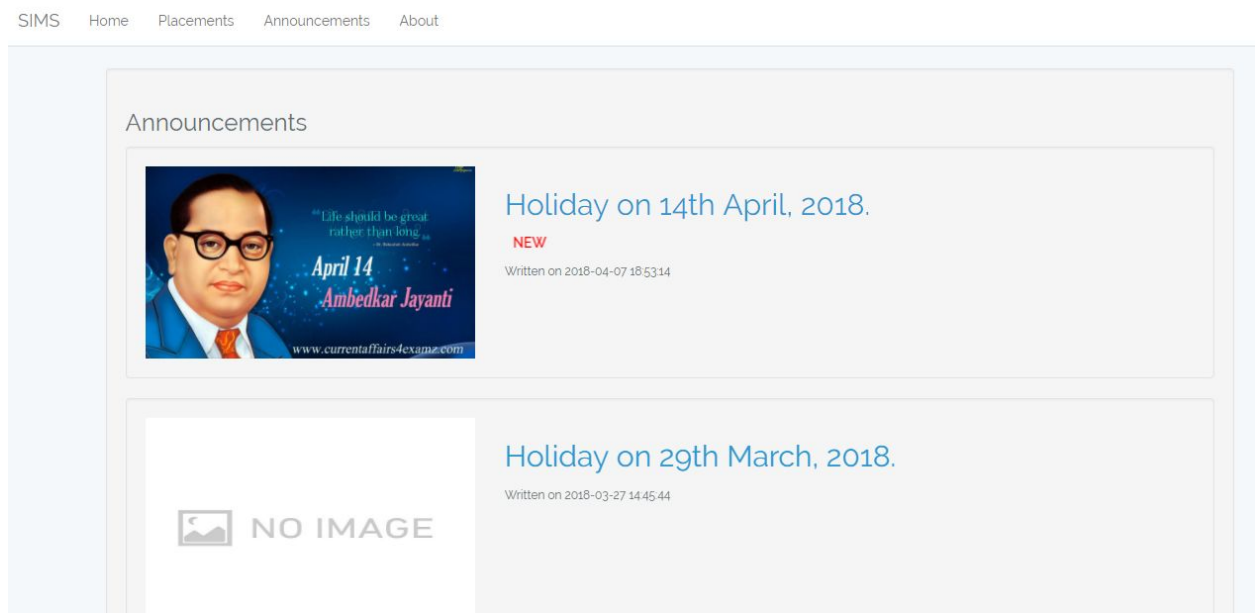 SIMS Home Placements Announcements About
Announcements
"Life should be great
rather than long.„
April 14
Ambedkar Jayanti
www.currentaffairs4examz.com
Holiday on 14th April, 2018.
NEW
Written on 2018-04-07 18:53:14
NO IMAGE
Holiday on 29th March, 2018.
Written on 2018-03-27 14:45:44